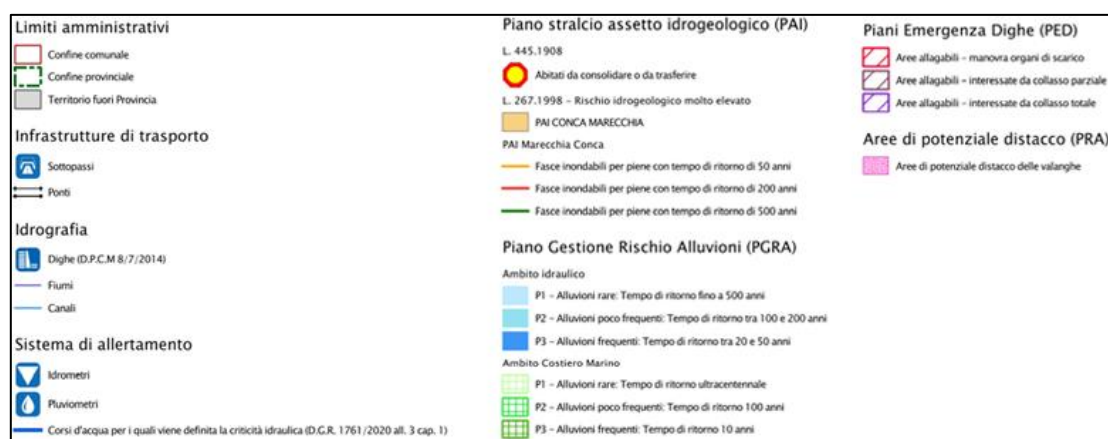 Limiti amministrativi
Confine comunale
Confine provinciale
Territorio fuori Provincia
Infrastrutture di trasporto
Sottopassi
Ponti
Idrografia
Dighe (D.P.C.M 8/7/2014)
Fiumi
Canali
Sistema di allertamento
Idrometri
Pluviometri
Corsi d'acqua per i quali viene definita la criticità idraulica (D.G.R. 1761/2020 all. 3 cap. 1)
Piano stralcio assetto idrogeologico (PAI)
L. 445.1908
Abitati da consolidare o da trasferire
L. 267.1998 - Rischio idrogeologico molto elevato
PAI CONCA MARECCHIA
PAI Marecchia Conca
Fasce inondabili per piene con tempo di ritorno di 50 anni
Fasce inondabili per piene con tempo di ritorno di 200 anni
Fasce inondabili per piene con tempo di ritorno di 500 anni
Piano Gestione Rischio Alluvioni (PGRA)
Ambito idraulico
P1 - Alluvioni rare: Tempo di ritorno fino a 500 anni
P2 - Alluvioni poco frequenti: Tempo di ritorno tra 100 e 200 anni
P3 - Alluvioni frequenti: Tempo di ritorno tra 20 e 50 anni
Ambito Costiero Marino
P1 - Alluvioni rare: Tempo di ritorno ultracentennale
P2 - Alluvioni poco frequenti: Tempo di ritorno 100 anni
P3 - Alluvioni frequenti: Tempo di ritorno 10 anni
Piani Emergenza Dighe (PED)
Aree allagabili - manovra organi di scarico
Aree allagabili - interessate da collasso parziale
Aree allagabili - interessate da collasso totale
Aree di potenziale distacco (PRA)
Aree di potenziale distacco delle valanghe